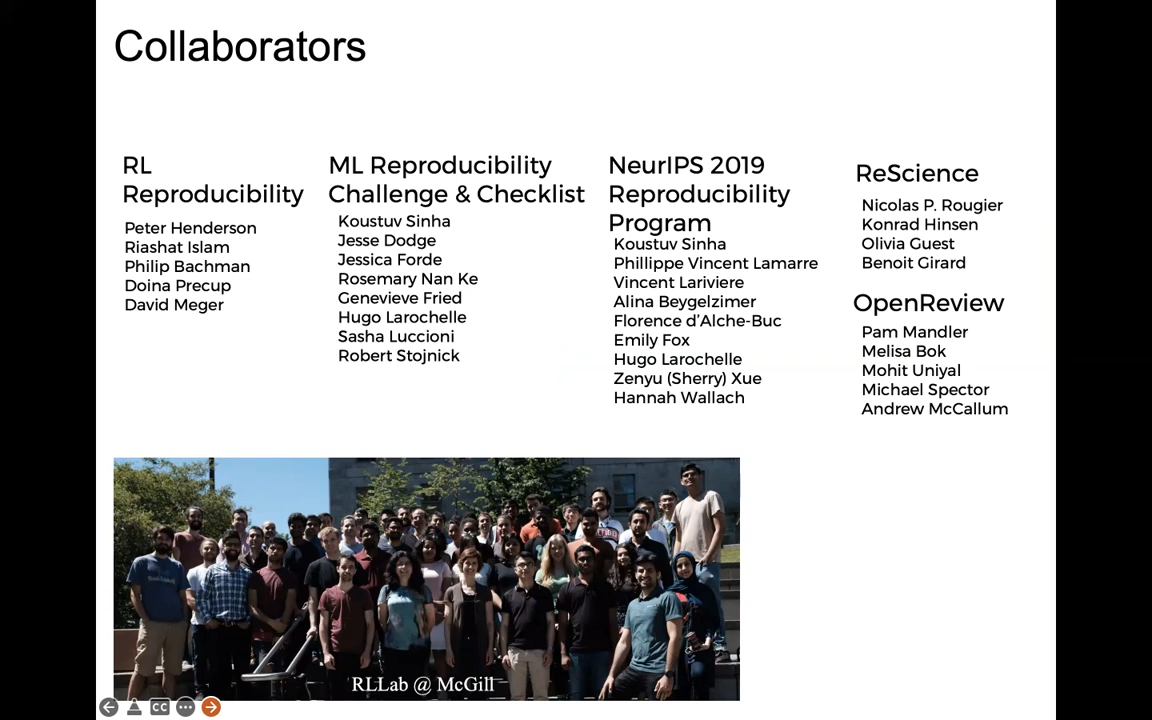 Collaborators
RL
Reproducibility
Peter Henderson
Riashat Islam
Philip Bachman
Doina Precup
David Meger
ML Reproducibility
Challenge & Checklist
Koustuv Sinha
Jesse Dodge
Jessica Forde
Rosemary Nan Ke
Genevieve Fried
Hugo Larochelle
Sasha Luccioni
Robert Stojnick
NeurIPS 2019
Reproducibility
Program
Koustuv Sinha
Phillippe Vincent Lamarre
Vincent Lariviere
Alina Beygelzimer
Florence d'Alche-Buc
Emily Fox
Hugo Larochelle
Zenyu (Sherry) Xue
Hannah Wallach
ReScience
Nicolas P. Rougier
Konrad Hinsen
Olivia Guest
Benoit Girard
OpenReview
Pam Mandler
Melisa Bok
Mohit Uniyal
Michael Spector
Andrew McCallum
RLLab @ McGill
CC